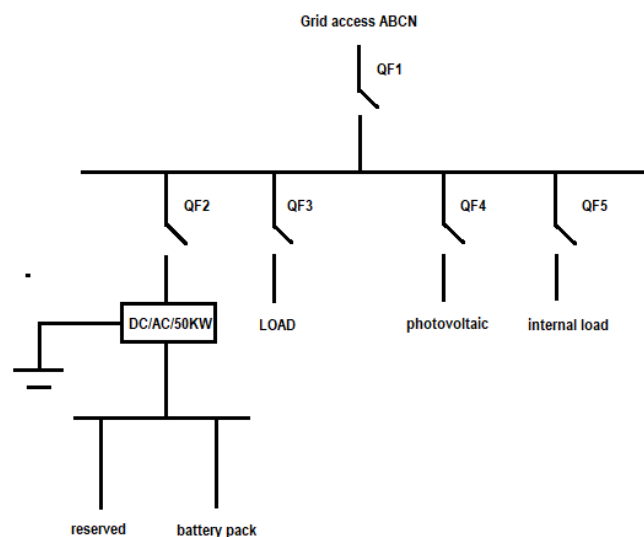 Grid access ABCN
QF1
QF2
QF3
QF4
QF5
DC/AC/50KW
LOAD
photovoltaic
internal load
reserved
battery pack